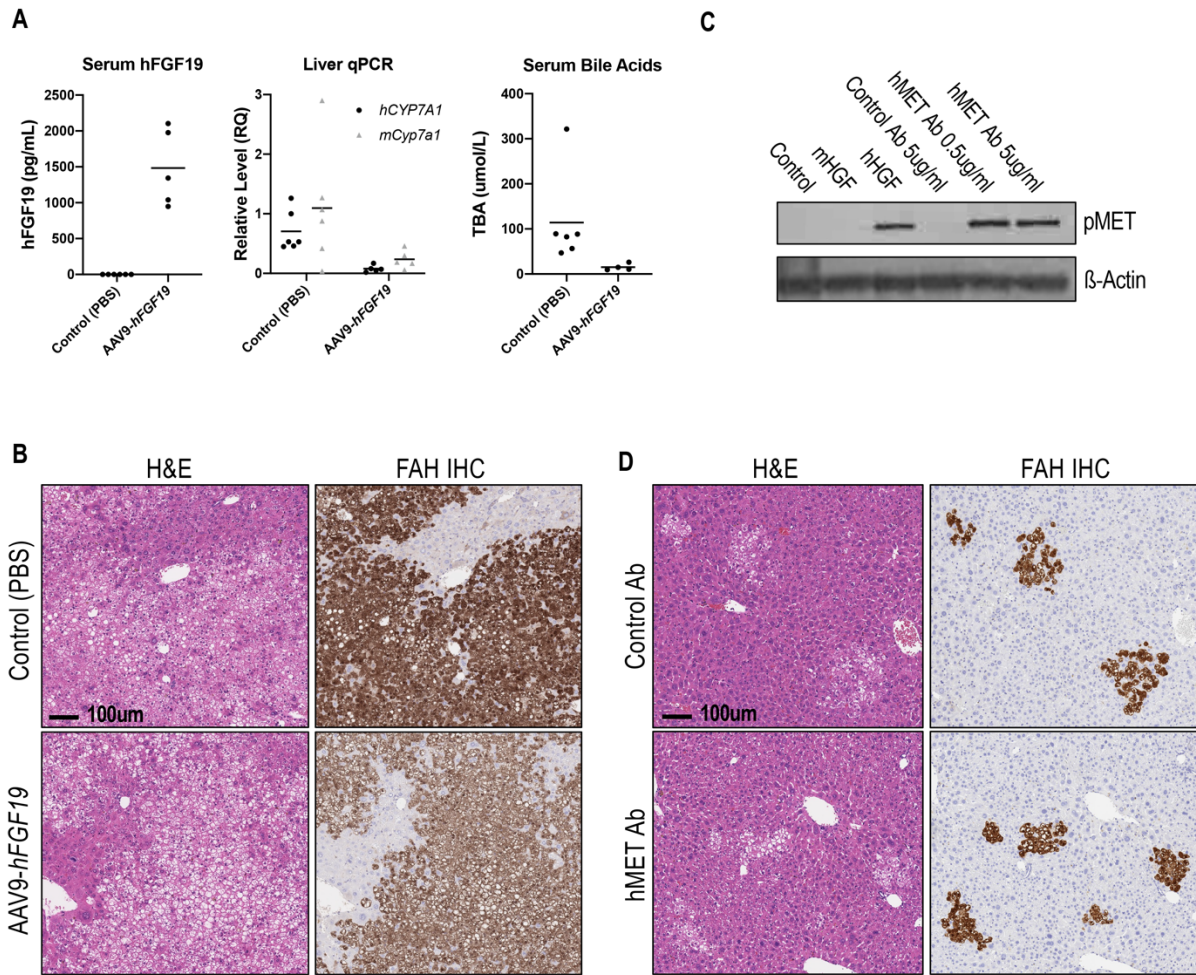 A
Serum hFGF19
hFGF19 (pg/mL)
2500
2000
1500
1000
500
0
Control (PBS)
AAV9-hFGF19
Liver qPCR
Relative Level (RQ)
3
2
1
0
hCYP7A1
mCyp7a1
Control (PBS)
AAV9-hFGF19
Serum Bile Acids
TBA (umol/L)
400
300
200
100
0
Control (PBS)
AAV9-hFGF19
C
Control
mHGF
hHGF
Control Ab 5ug/ml
hMET Ab 0.5ug/ml
hMET Ab 5ug/ml
pMET
ß-Actin
B
H&E
FAH IHC
Control (PBS)
100um
AAV9-hFGF19
D
H&E
FAH IHC
Control Ab
100um
hMET Ab